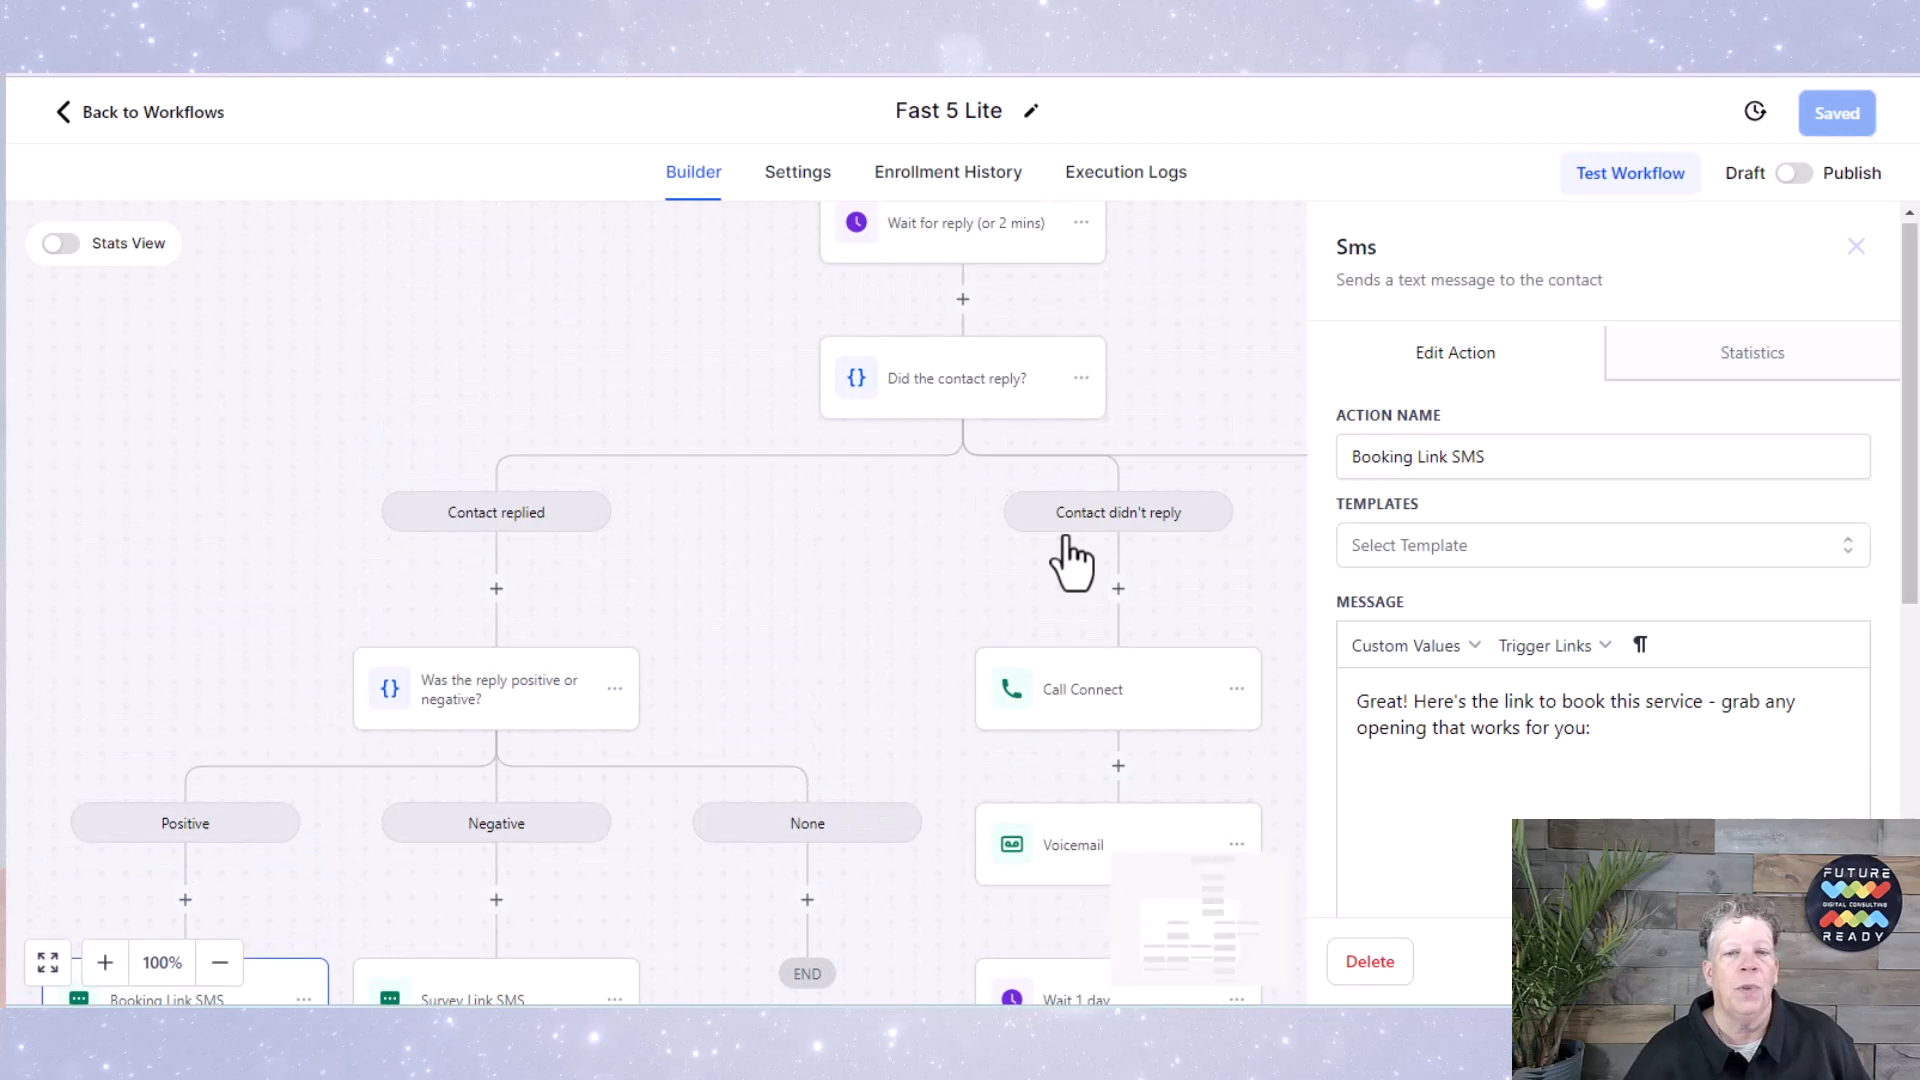 Back to Workflows
Fast 5 Lite
Saved
Builder
Settings
Enrollment History
Execution Logs
Test Workflow
Draft
Publish
Stats View
Wait for reply (or 2 mins)
Did the contact reply?
Contact replied
Contact didn't reply
Was the reply positive or
negative?
Call Connect
Positive
Negative
None
Voicemail
100%
END
Booking Link SMS
Survey Link SMS
Wait 1 day
Sms
Sends a text message to the contact
Edit Action
Statistics
ACTION NAME
Booking Link SMS
TEMPLATES
Select Template
MESSAGE
Custom Values
Trigger Links
Great! Here's the link to book this service - grab any
opening that works for you:
Delete
FUTURE
DIGITAL CONSULTING
READY